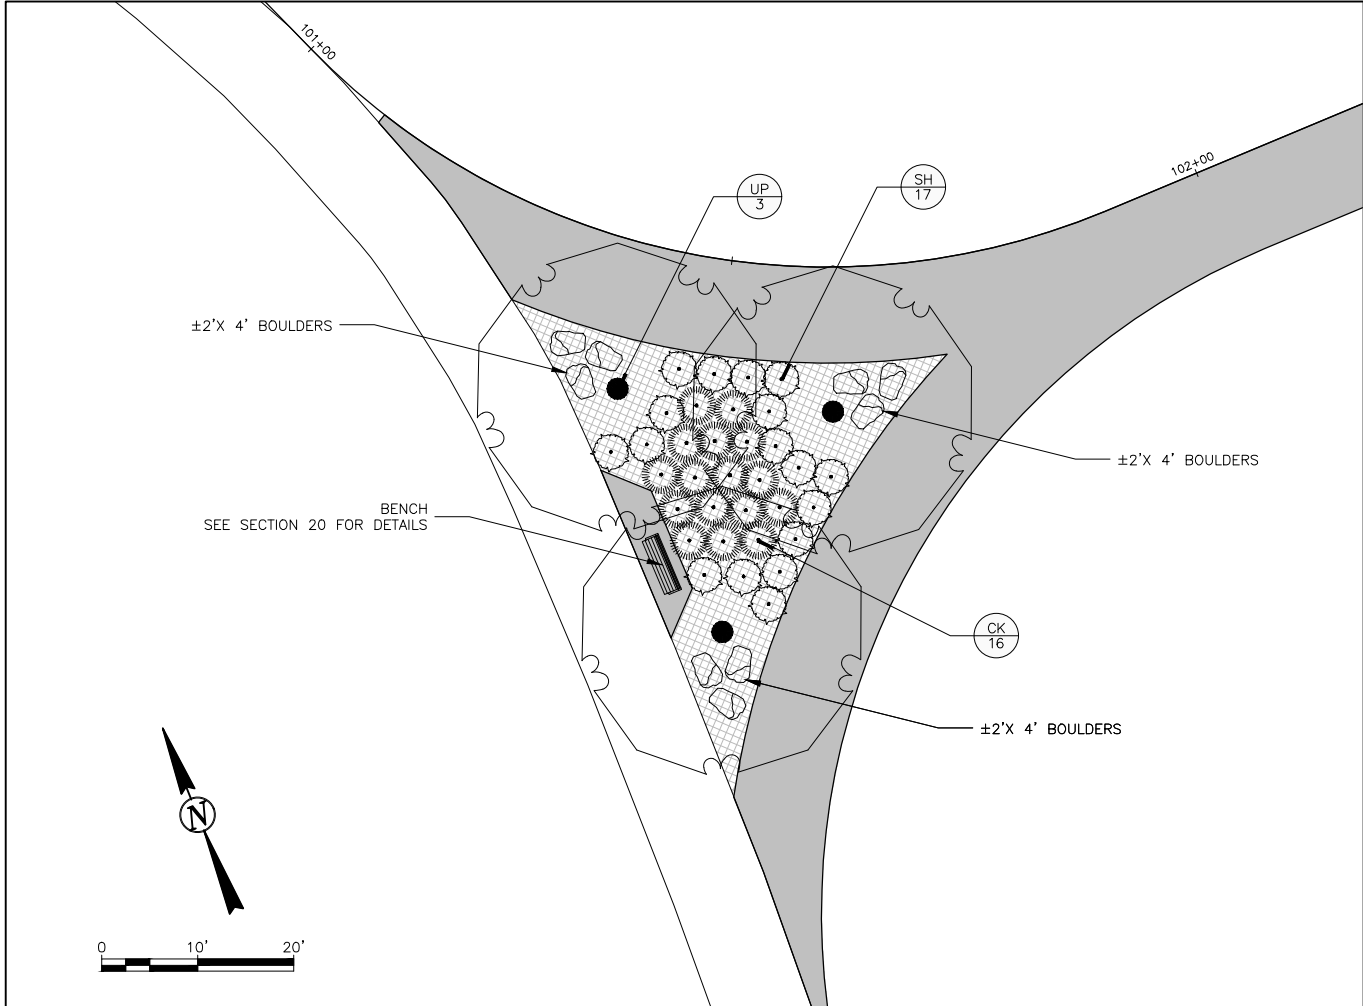 101+00
102+00
SH
17
UP
3
±2'X 4' BOULDERS
±2'X 4' BOULDERS
BENCH
SEE SECTION 20 FOR DETAILS
CK
16
±2'X 4' BOULDERS
N
0 10' 20'